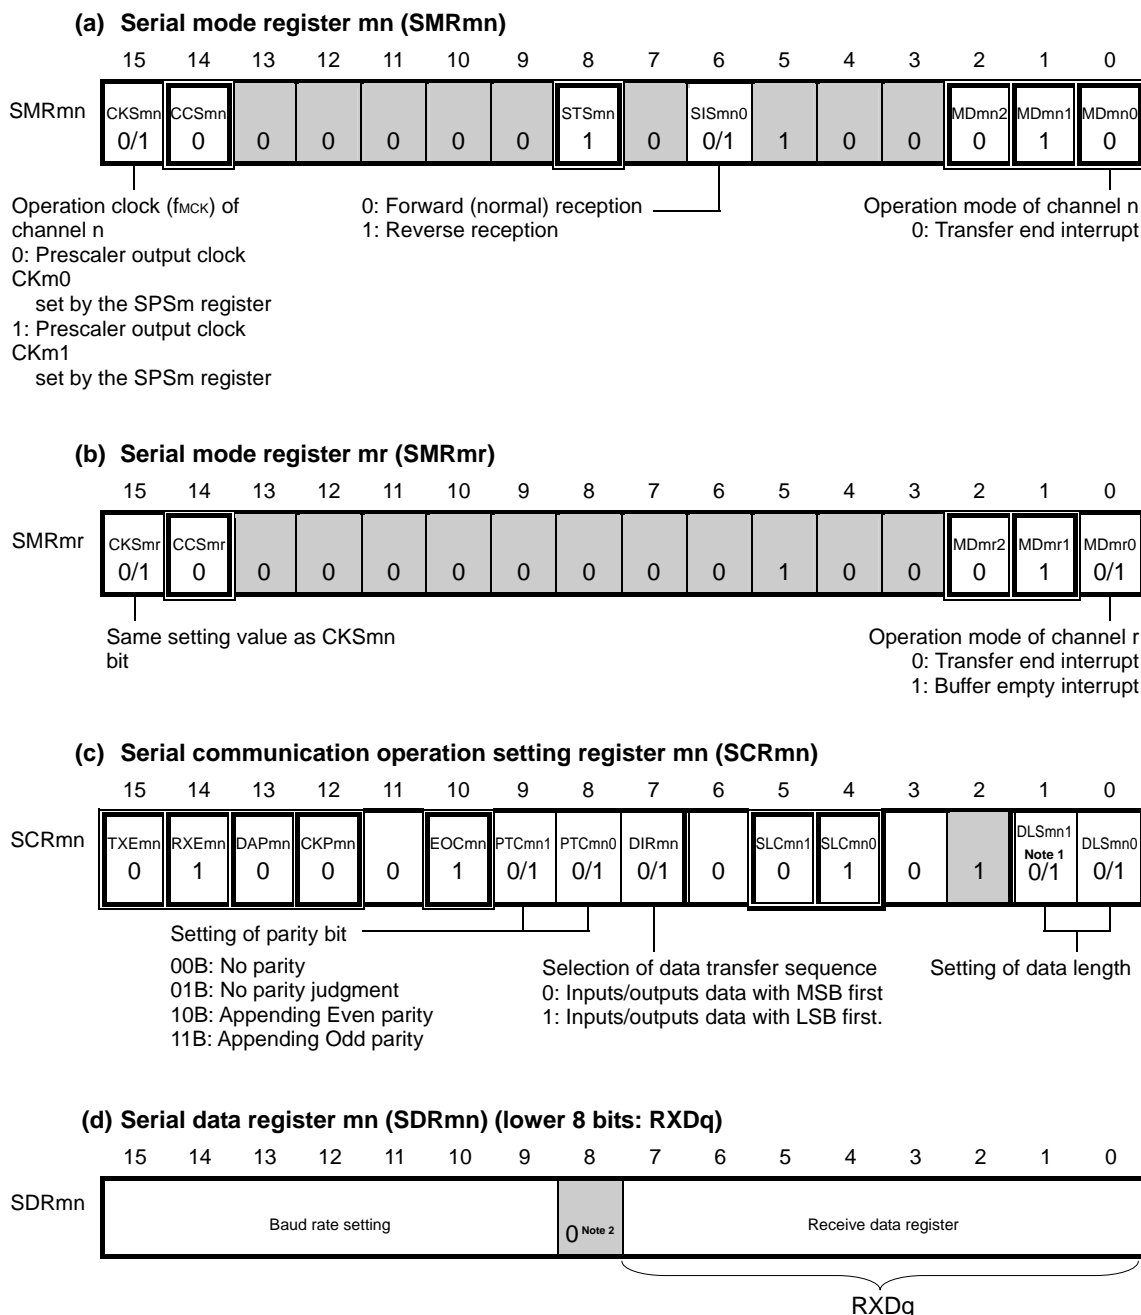 (a) Serial mode register mn (SMRmn)
15 14 13 12 11 10 9 8 7 6 5 4 3 2 1 0
SMRmn
CKSmn CCSmn STSmn SISmn0 MDmn2 MDmn1 MDmn0
0/1 0 0 0 0 0 0 1 0 0/1 1 0 0 0 1 0
Operation clock (fMCK) of
channel n
0: Prescaler output clock
CKm0
set by the SPSm register
1: Prescaler output clock
CKm1
set by the SPSm register
0: Forward (normal) reception
1: Reverse reception
Operation mode of channel n
0: Transfer end interrupt
(b) Serial mode register mr (SMRmr)
15 14 13 12 11 10 9 8 7 6 5 4 3 2 1 0
SMRmr
CKSmr CCSmr MDmr2 MDmr1 MDmr0
0/1 0 0 0 0 0 0 0 0 0 1 0 0 0 1 0/1
Same setting value as CKSmn
bit
Operation mode of channel r
0: Transfer end interrupt
1: Buffer empty interrupt
(c) Serial communication operation setting register mn (SCRmn)
15 14 13 12 11 10 9 8 7 6 5 4 3 2 1 0
SCRmn
TXEmn RXEmn DAPmn CKPmn EOCmn PTCmn1 PTCmn0 DIRmn SLCmn1 SLCmn0 DLSmn1 DLSmn0
Note 1
0 1 0 0 0 1 0/1 0/1 0/1 0 0 1 0 1 0/1 0/1
Setting of parity bit
00B: No parity
01B: No parity judgment
10B: Appending Even parity
11B: Appending Odd parity
Selection of data transfer sequence
0: Inputs/outputs data with MSB first
1: Inputs/outputs data with LSB first.
Setting of data length
(d) Serial data register mn (SDRmn) (lower 8 bits: RXDq)
15 14 13 12 11 10 9 8 7 6 5 4 3 2 1 0
SDRmn
Baud rate setting 0 Note 2 Receive data register
RXDq